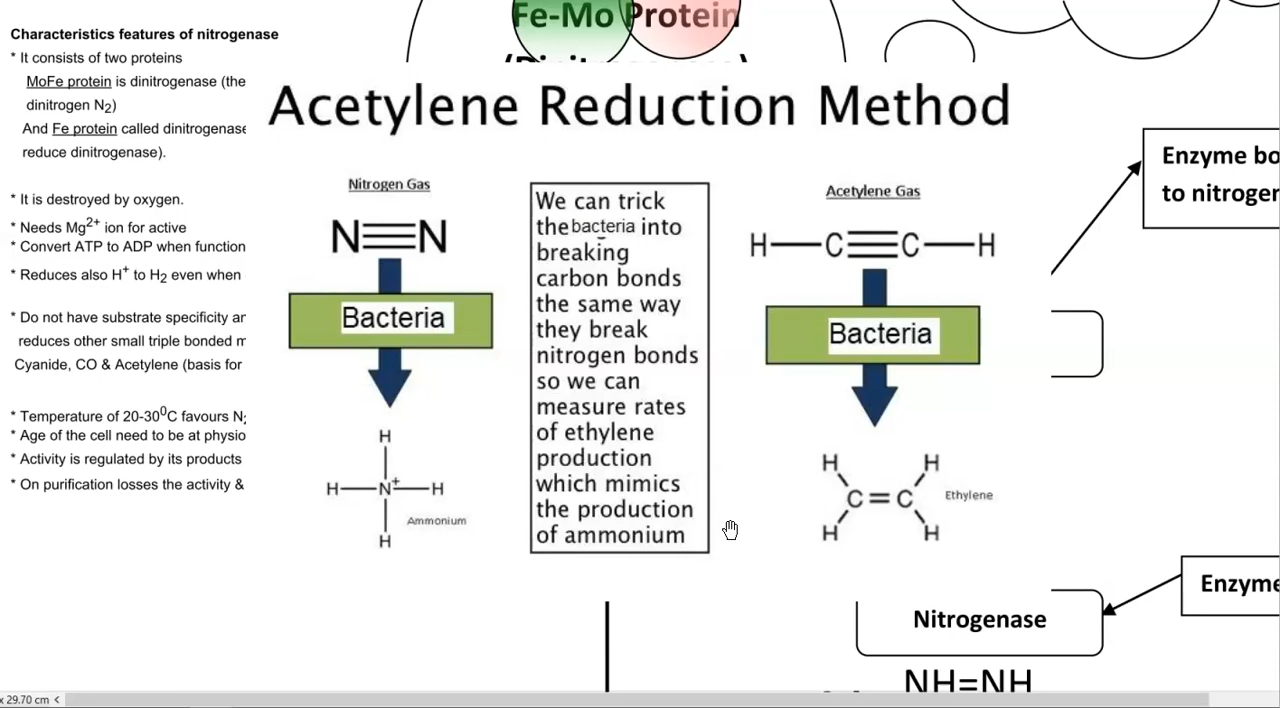 Characteristics features of nitrogenase
* It consists of two proteins
MoFe protein is dinitrogenase (the
dinitrogen N2)
And Fe protein called dinitrogenase
reduce dinitrogenase).
* It is destroyed by oxygen.
* Needs Mg2+ ion for active
* Convert ATP to ADP when function
* Reduces also H+ to H2 even when
* Do not have substrate specificity an
reduces other small triple bonded m
Cyanide, CO & Acetylene (basis for
* Temperature of 20-30⁰C favours N2
* Age of the cell need to be at physio
* Activity is regulated by its products
* On purification losses the activity &
x 29.70 cm <
Fe-Mo Protein
Acetylene Reduction Method
Nitrogen Gas
N≡N
Bacteria
H
H—N+—H
H
Ammonium
We can trick
the bacteria into
breaking
carbon bonds
the same way
they break
nitrogen bonds
so we can
measure rates
of ethylene
production
which mimics
the production
of ammonium
Acetylene Gas
H—C≡C—H
Bacteria
H H
C=C
Ethylene
H H
Enzyme bo
to nitroger
Enzyme
Nitrogenase
NH=NH